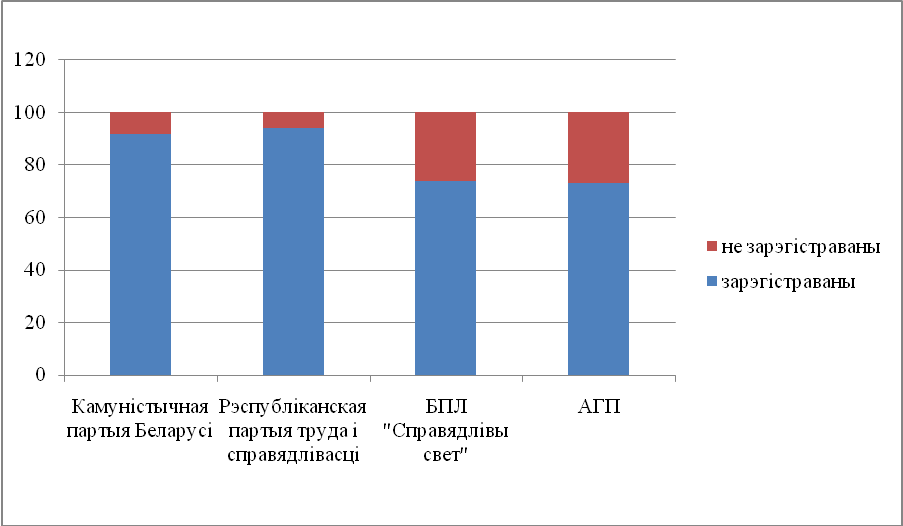 120
100
80
60
40
20
0
не зарэгістраваны
зарэгістраваны
Камуністычная
партыя Беларусі
Рэспубліканская
партыя труда і
справядлівасці
БПЛ
"Справядлівы
свет"
АГП